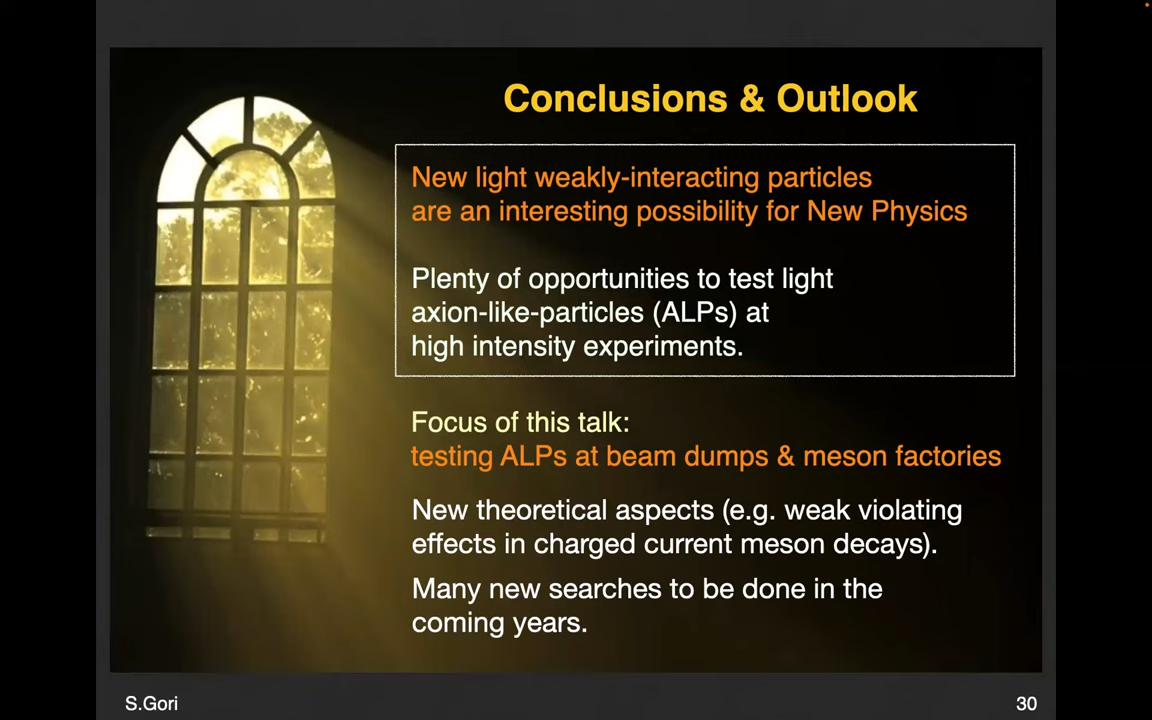 Conclusions & Outlook
New light weakly-interacting particles
are an interesting possibility for New Physics
Plenty of opportunities to test light
axion-like-particles (ALPs) at
high intensity experiments.
Focus of this talk:
testing ALPs at beam dumps & meson factories
New theoretical aspects (e.g. weak violating
effects in charged current meson decays).
Many new searches to be done in the
coming years.
S.Gori
30